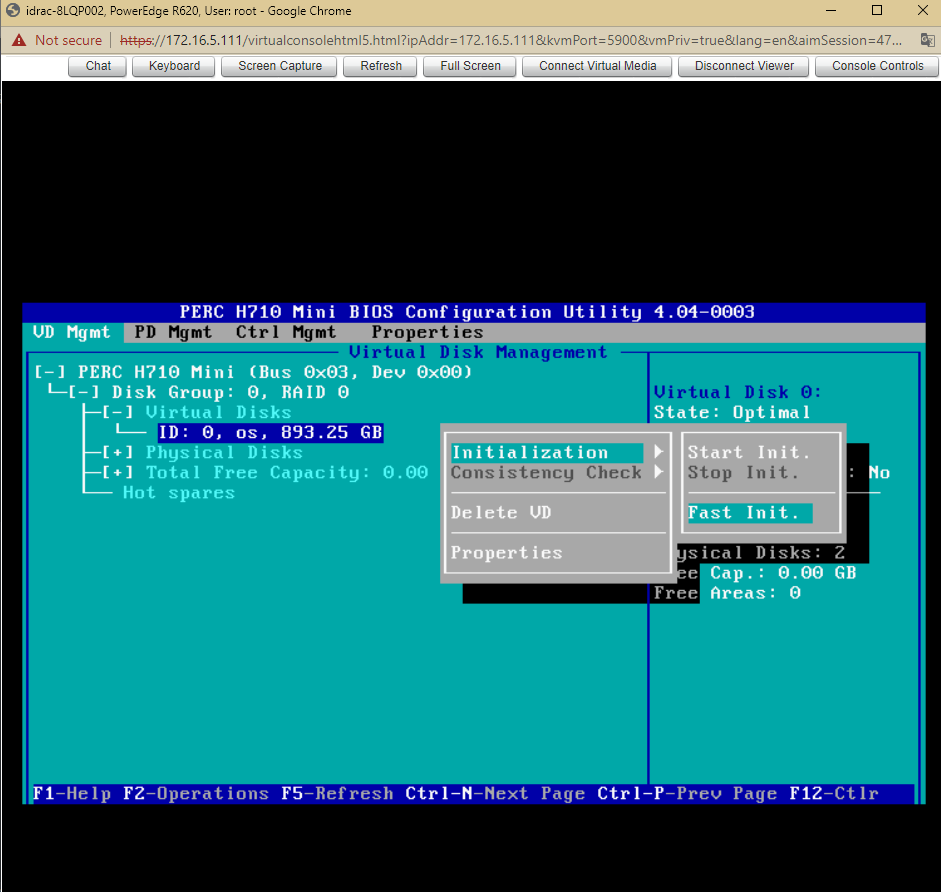 idrac-8LQP002, PowerEdge R620, User: root - Google Chrome
Not secure | https://172.16.5.111/virtualconsolehtml5.html?ipAddr=172.16.5.111&kvmPort=5900&vmPriv=true&lang=en&aimSession=47...
Chat Keyboard Screen Capture Refresh Full Screen Connect Virtual Media Disconnect Viewer Console Controls
PERC H710 Mini BIOS Configuration Utility 4.04-0003
VD Mgmt PD Mgmt Ctrl Mgmt Properties
Virtual Disk Management
[-] PERC H710 Mini (Bus 0x03, Dev 0x00)
[-] Disk Group: 0, RAID 0
Virtual Disk 0:
[-] Virtual Disks
State: Optimal
ID: 0, os, 893.25 GB
[+] Physical Disks
Initialization
Start Init.
[+] Total Free Capacity: 0.00
Consistency Check
Stop Init.
: No
Hot spares
Delete VD
Fast Init.
Properties
ysical Disks: 2
ee Cap.: 0.00 GB
Free Areas: 0
F1-Help F2-Operations F5-Refresh Ctrl-N-Next Page Ctrl-P-Prev Page F12-Ctlr